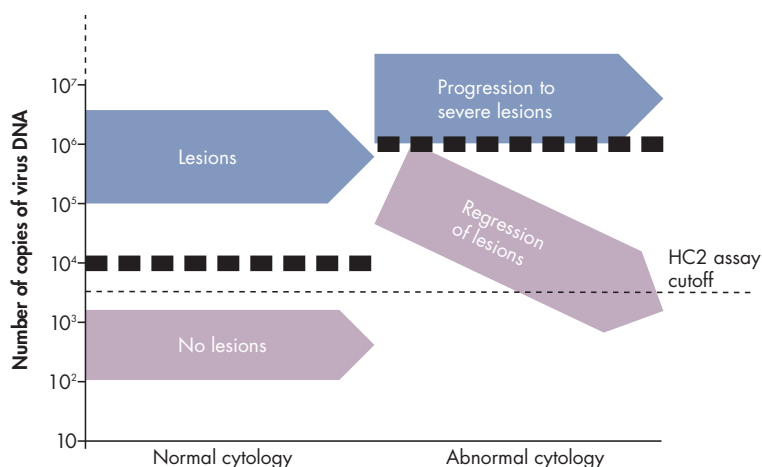 Number of copies of virus DNA
10⁷
10⁶
10⁵
10⁴
10³
10²
10
Lesions
No lesions
Progression to
severe lesions
Regression
of lesions
HC2 assay
cutoff
Normal cytology
Abnormal cytology